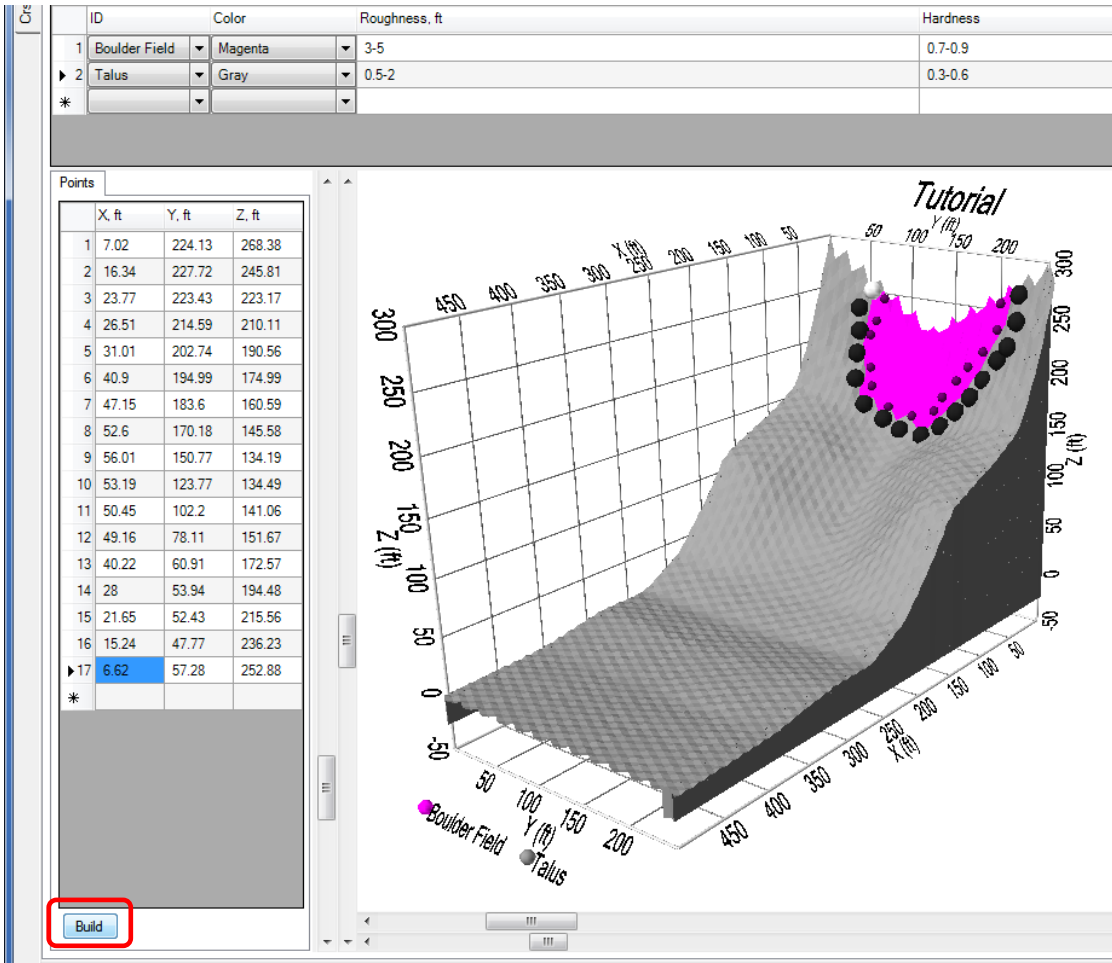 Crs
ID Color Roughness, ft Hardness
1 Boulder Field Magenta 3-5 0.7-0.9
2 Talus Gray 0.5-2 0.3-0.6
Points
X, ft Y, ft Z, ft
1 7.02 224.13 268.38
2 16.34 227.72 245.81
3 23.77 223.43 223.17
4 26.51 214.59 210.11
5 31.01 202.74 190.56
6 40.9 194.99 174.99
7 47.15 183.6 160.59
8 52.6 170.18 145.58
9 56.01 150.77 134.19
10 53.19 123.77 134.49
11 50.45 102.2 141.06
12 49.16 78.11 151.67
13 40.22 60.91 172.57
14 28 53.94 194.48
15 21.65 52.43 215.56
16 15.24 47.77 236.23
17 6.62 57.28 252.88
Build
Tutorial
Y (ft)
50 100 150 200
X (ft)
450 400 350 300 250 200 150 100 50
300 250 200 150 100 50 0 -50
Z (ft)
300 250 200 150 100 50 0 -50
Z (ft)
50 100 150 200
Y (ft)
450 400 350 300 250 200 150 100 50
X (ft)
Boulder Field
Talus